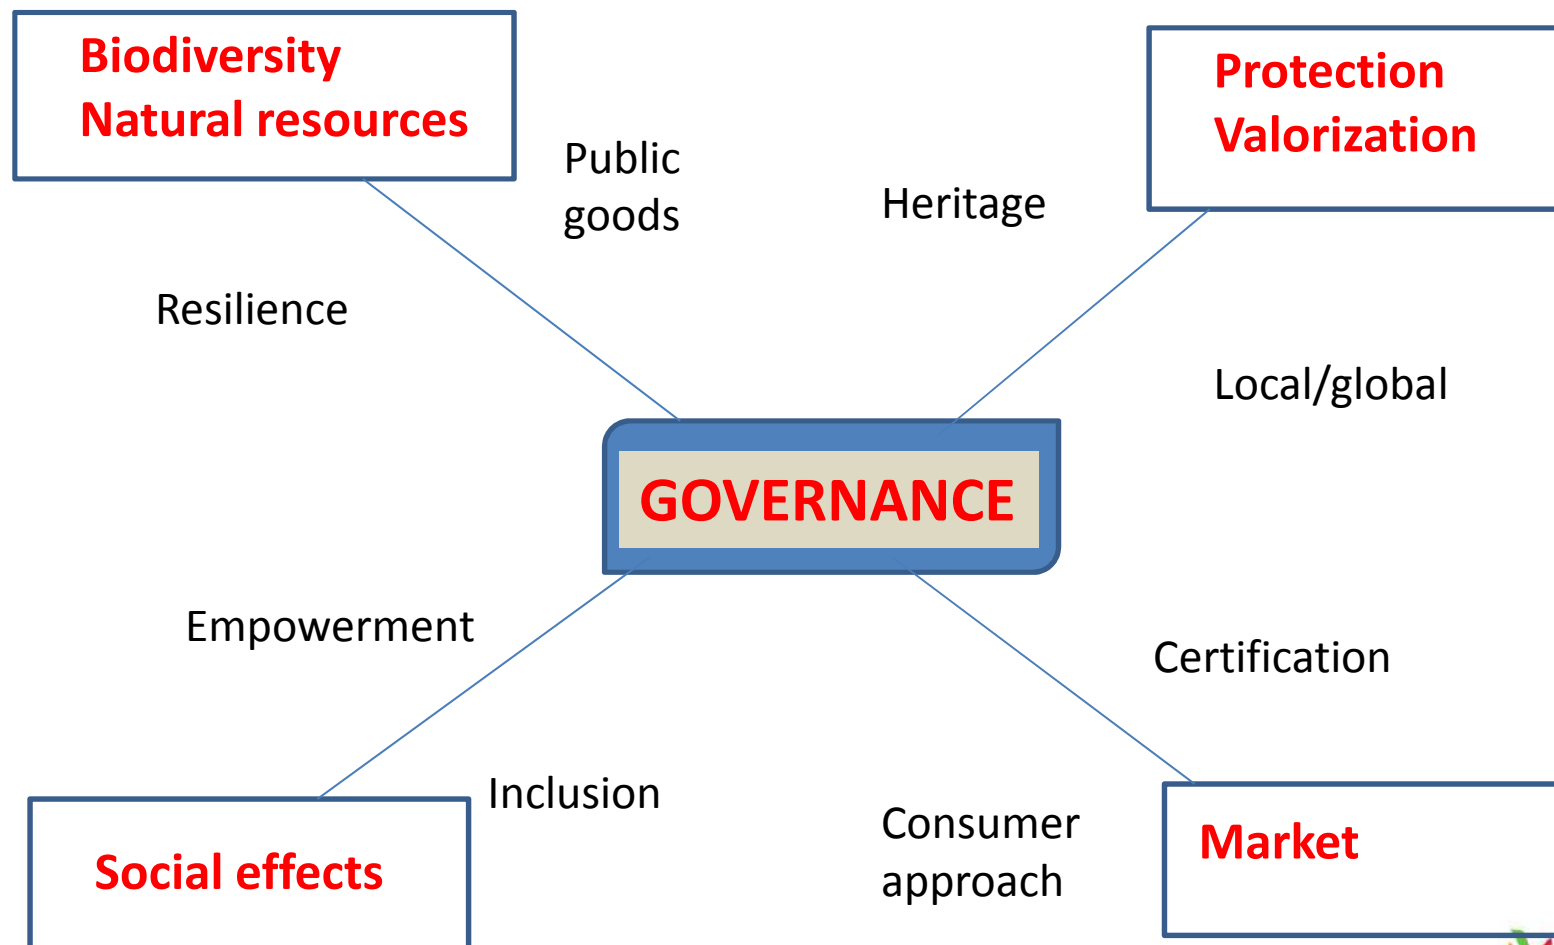 Biodiversity
Natural resources
Protection
Valorization
Public
goods
Heritage
Resilience
Local/global
GOVERNANCE
Empowerment
Certification
Inclusion
Consumer
approach
Market
Social effects